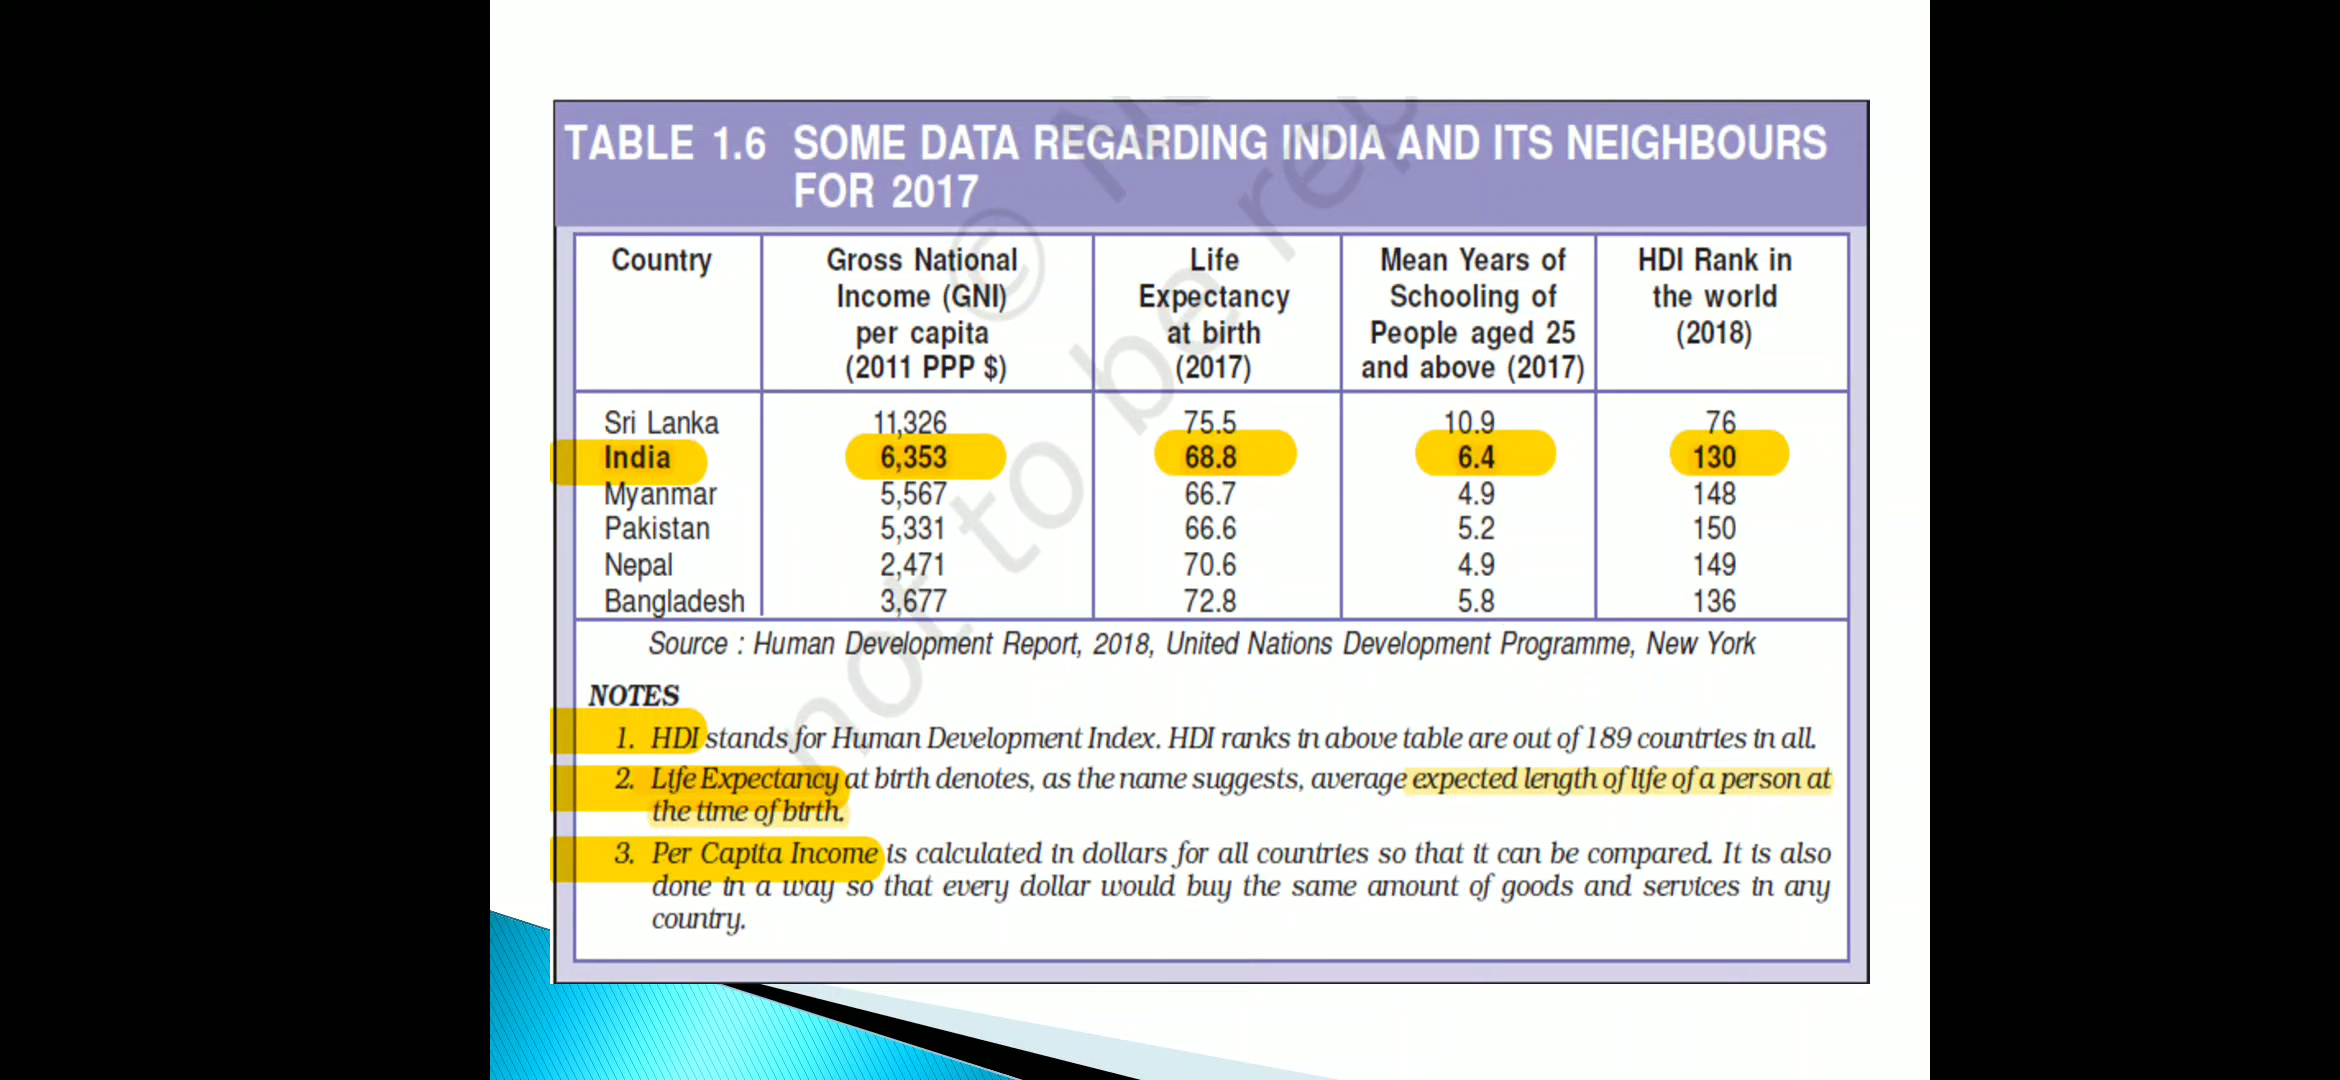 TABLE 1.6 SOME DATA REGARDING INDIA AND ITS NEIGHBOURS
FOR 2017
Country Gross National Life Mean Years of HDI Rank in
Income (GNI) Expectancy Schooling of the world
per capita at birth People aged 25 (2018)
(2011 PPP $) (2017) and above (2017)
Sri Lanka 11,326 75.5 10.9 76
India 6,353 68.8 6.4 130
Myanmar 5,567 66.7 4.9 148
Pakistan 5,331 66.6 5.2 150
Nepal 2,471 70.6 4.9 149
Bangladesh 3,677 72.8 5.8 136
Source : Human Development Report, 2018, United Nations Development Programme, New York
NOTES
1. HDI stands for Human Development Index. HDI ranks in above table are out of 189 countries in all.
2. Life Expectancy at birth denotes, as the name suggests, average expected length of life of a person at
the time of birth.
3. Per Capita Income is calculated in dollars for all countries so that it can be compared. It is also
done in a way so that every dollar would buy the same amount of goods and services in any
country.
©
not to be